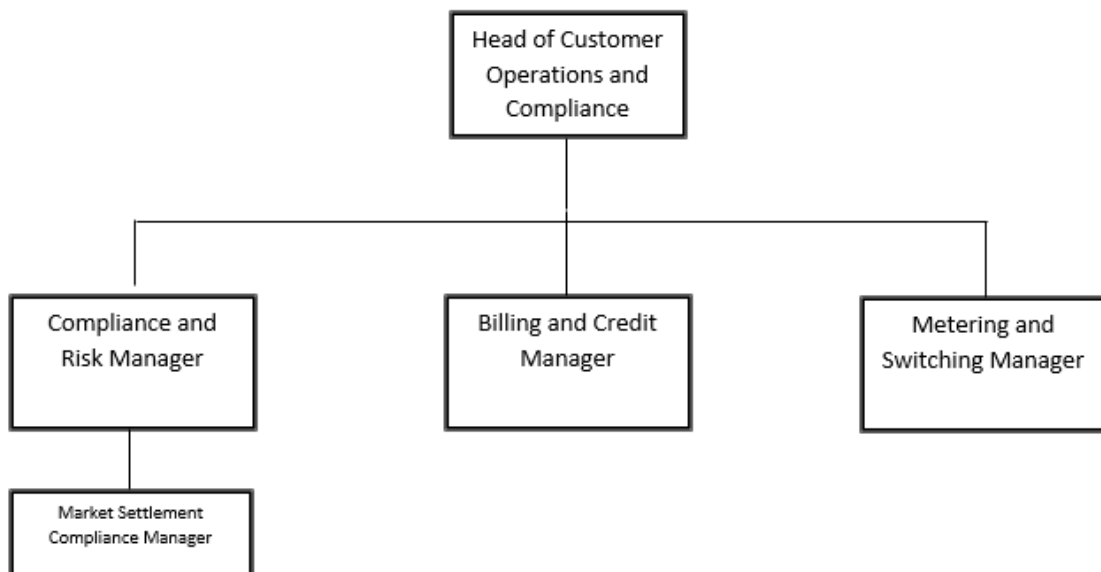 Head of Customer
Operations and
Compliance
Compliance and
Risk Manager
Billing and Credit
Manager
Metering and
Switching Manager
Market Settlement
Compliance Manager